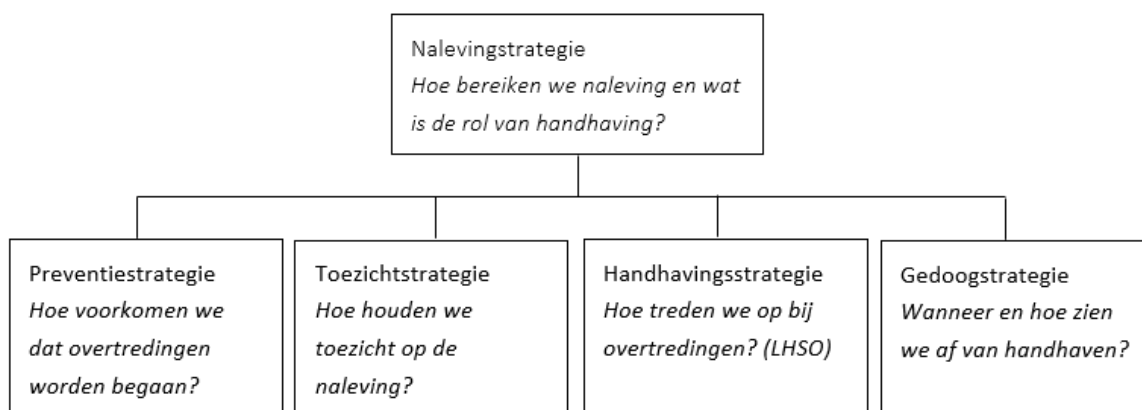 Nalevingstrategie
Hoe bereiken we naleving en wat
is de rol van handhaving?
Preventiestrategie
Hoe voorkomen we
dat overtredingen
worden begaan?
Toezichtstrategie
Hoe houden we
toezicht op de
naleving?
Handhavingsstrategie
Hoe treden we op bij
overtredingen? (LHSO)
Gedoogstrategie
Wanneer en hoe zien
we af van handhaven?